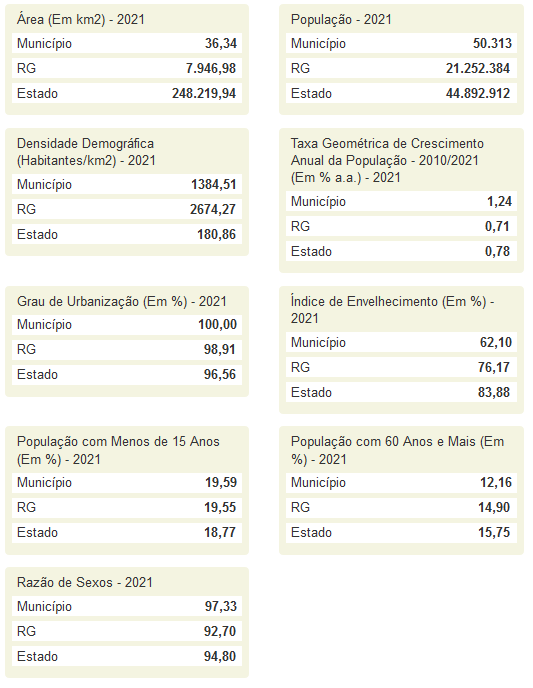 Área (Em km2) - 2021
Município 36,34
RG 7.946,98
Estado 248.219,94
População - 2021
Município 50.313
RG 21.252.384
Estado 44.892.912
Densidade Demográfica
(Habitantes/km2) - 2021
Município 1384,51
RG 2674,27
Estado 180,86
Taxa Geométrica de Crescimento
Anual da População - 2010/2021
(Em % a.a.) - 2021
Município 1,24
RG 0,71
Estado 0,78
Grau de Urbanização (Em %) - 2021
Município 100,00
RG 98,91
Estado 96,56
Índice de Envelhecimento (Em %) -
2021
Município 62,10
RG 76,17
Estado 83,88
População com Menos de 15 Anos
(Em %) - 2021
Município 19,59
RG 19,55
Estado 18,77
População com 60 Anos e Mais (Em
%) - 2021
Município 12,16
RG 14,90
Estado 15,75
Razão de Sexos - 2021
Município 97,33
RG 92,70
Estado 94,80